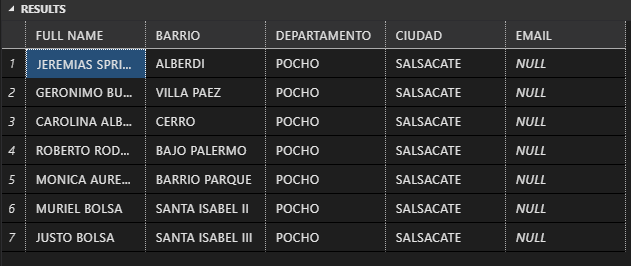 RESULTS
FULL NAME BARRIO DEPARTAMENTO CIUDAD EMAIL
1 JEREMIAS SPRI... ALBERDI POCHO SALSACATE NULL
2 GERONIMO BU... VILLA PAEZ POCHO SALSACATE NULL
3 CAROLINA ALB... CERRO POCHO SALSACATE NULL
4 ROBERTO ROD... BAJO PALERMO POCHO SALSACATE NULL
5 MONICA AURE... BARRIO PARQUE POCHO SALSACATE NULL
6 MURIEL BOLSA SANTA ISABEL II POCHO SALSACATE NULL
7 JUSTO BOLSA SANTA ISABEL III POCHO SALSACATE NULL